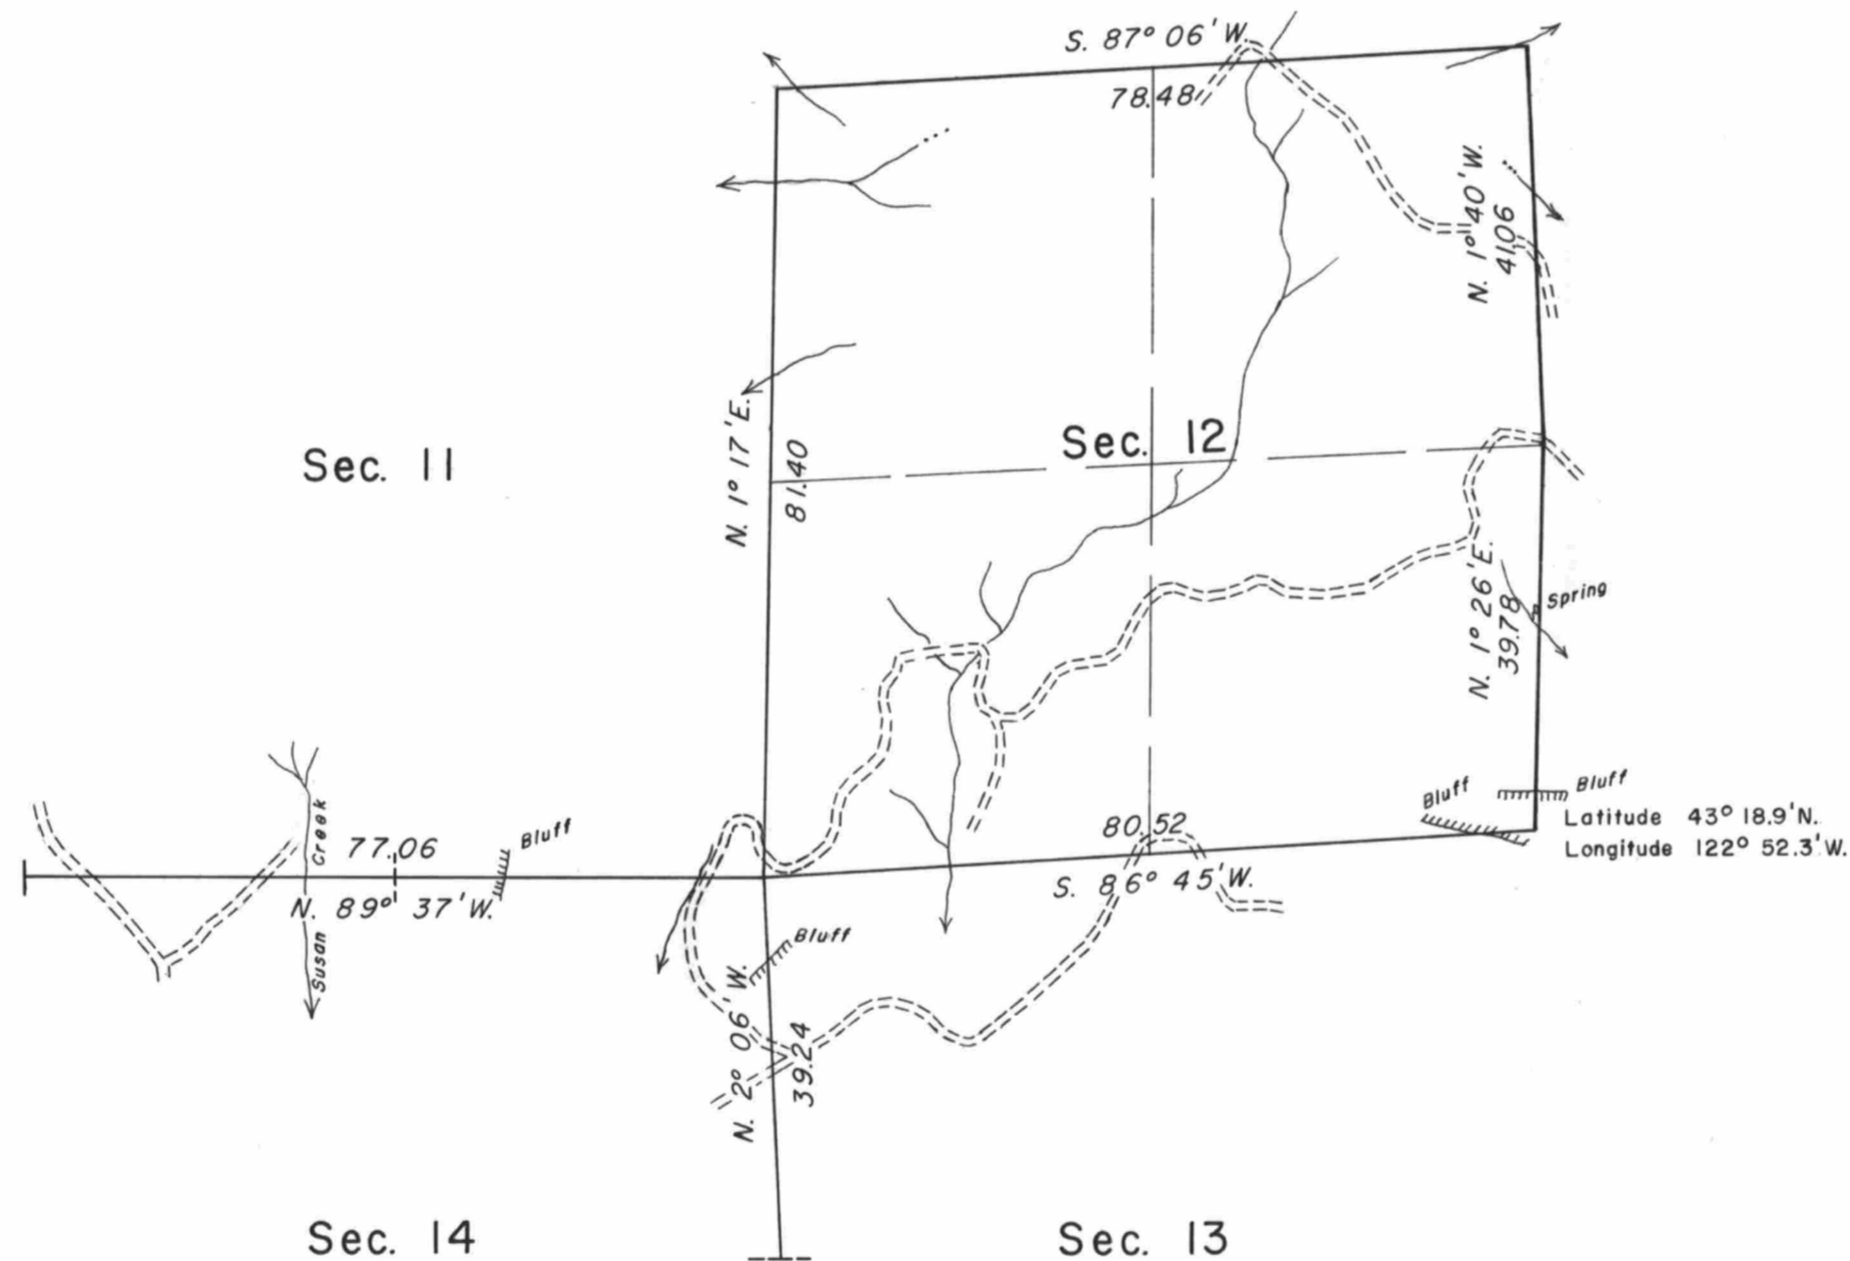 S. 87° 06' W.
78.48
N. 1° 40' W.
41.06
N. 1° 17' E.
81.40
Sec. 12
Sec. 11
N. 1° 26' E.
39.78
Spring
Bluff
Bluff
Latitude 43° 18.9' N.
Longitude 122° 52.3' W.
80.52
S. 86° 45' W.
Susan Creek
77.06
N. 89° 37' W.
Bluff
Bluff
N. 2° 06' W.
39.24
Sec. 14
Sec. 13